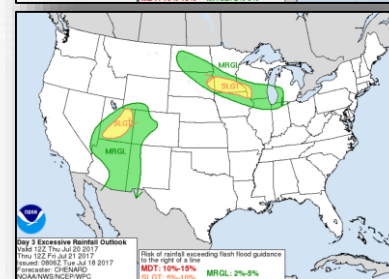 MRGL
SLGT
SLGT
MRGL
noaa
Day 3 Excessive Rainfall Outlook
Valid 12Z Thu Jul 20 2017
Thru 12Z Fri Jul 21 2017
Issued: 0806Z Tue Jul 18 2017
Forecaster: CHENARD
NOAA/NWS/NCEP/WPC
Risk of rainfall exceeding flash flood guidance
to the right of a line
MDT: 10%-15%
SLGT: 5%-10%
MRGL: 2%-5%